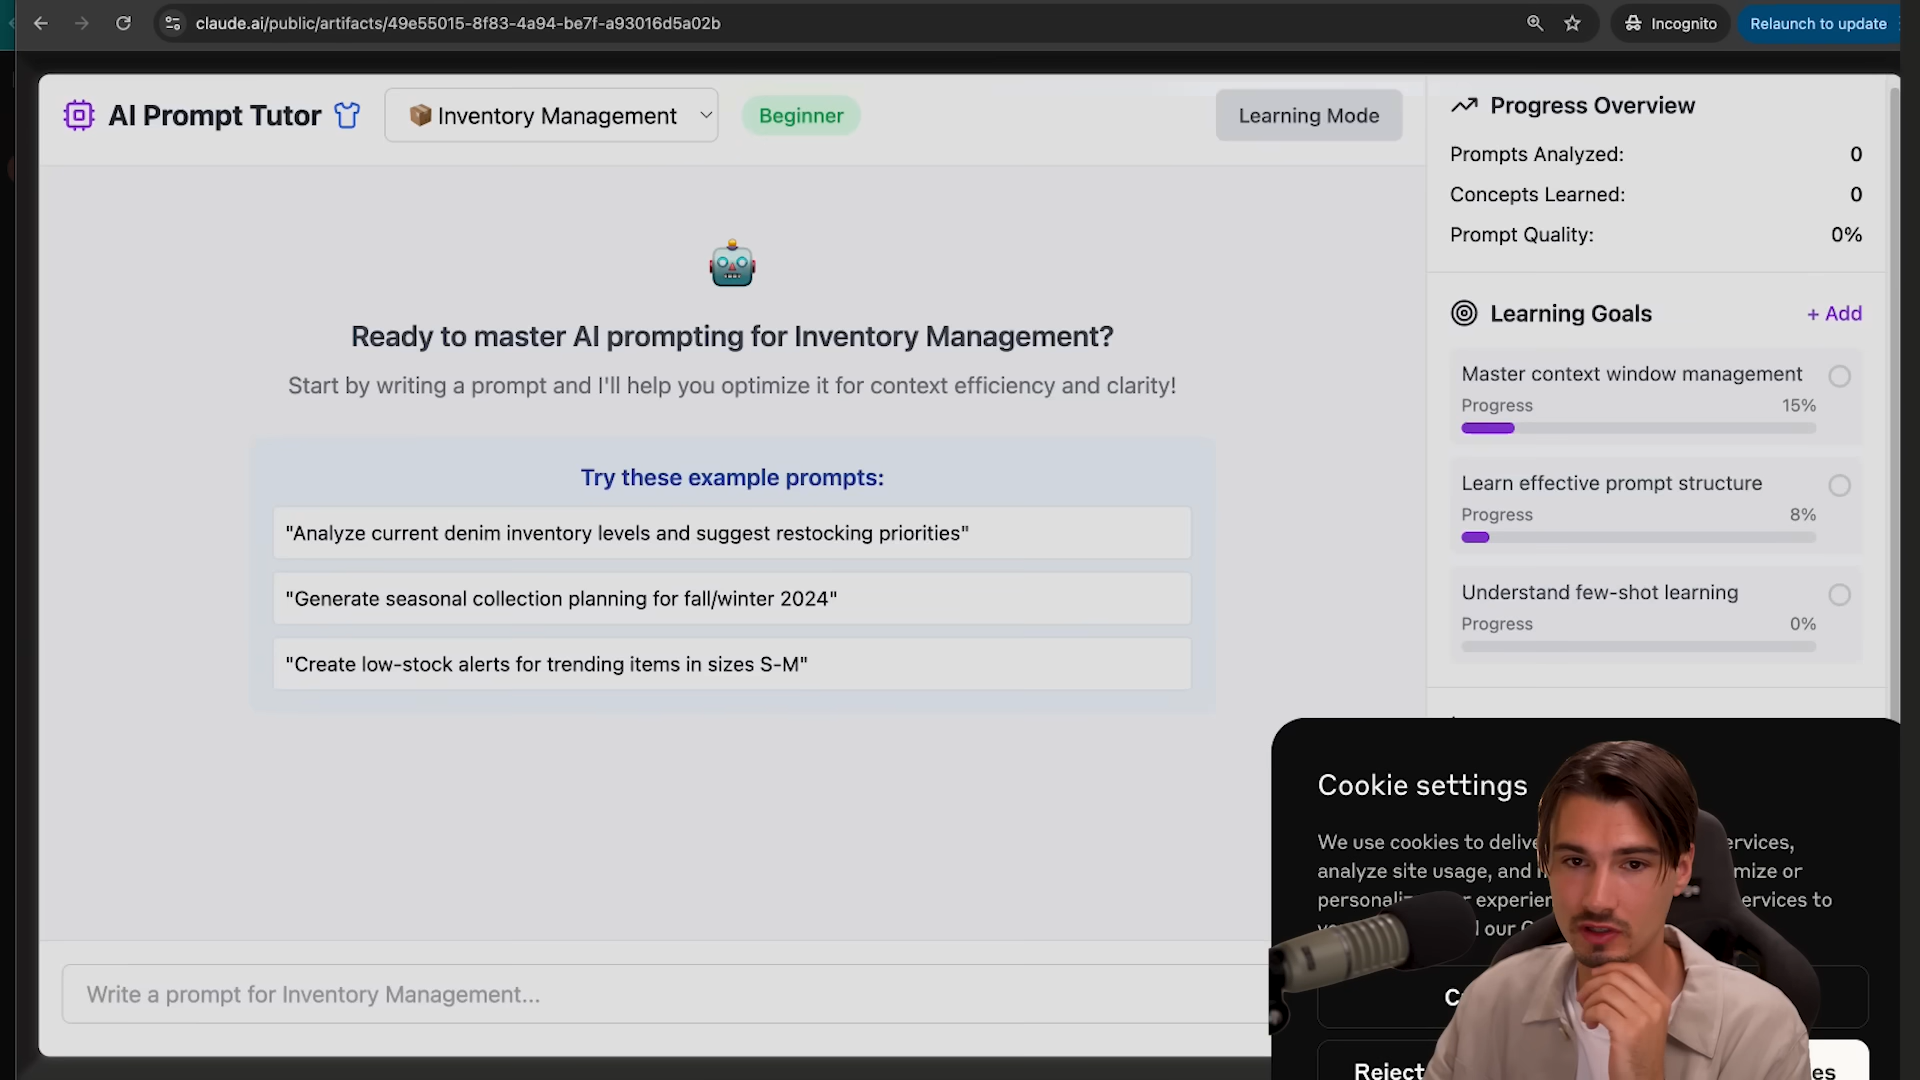 claude.ai/public/artifacts/49e55015-8f83-4a94-be7f-a93016d5a02b
Incognito
Relaunch to update
AI Prompt Tutor
Inventory Management
Beginner
Learning Mode
Ready to master AI prompting for Inventory Management?
Start by writing a prompt and I'll help you optimize it for context efficiency and clarity!
Try these example prompts:
"Analyze current denim inventory levels and suggest restocking priorities"
"Generate seasonal collection planning for fall/winter 2024"
"Create low-stock alerts for trending items in sizes S-M"
Write a prompt for Inventory Management...
Progress Overview
Prompts Analyzed: 0
Concepts Learned: 0
Prompt Quality: 0%
Learning Goals + Add
Master context window management
Progress 15%
Learn effective prompt structure
Progress 8%
Understand few-shot learning
Progress 0%
Cookie settings
We use cookies to
analyze site usage, and or
services to
our
Reject